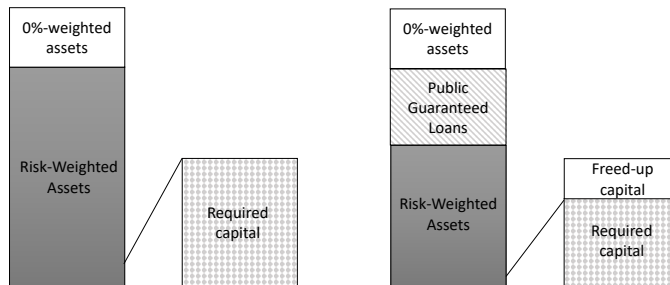 0%-weighted
assets
Risk-Weighted
Assets
Required
capital
0%-weighted
assets
Public
Guaranteed
Loans
Risk-Weighted
Assets
Freed-up
capital
Required
capital